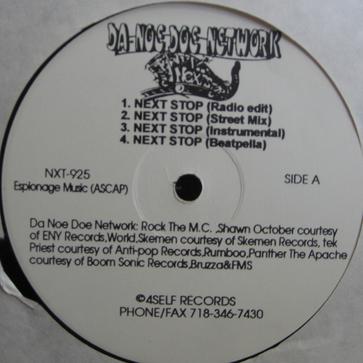 DA-NOE-DOE-NETWORK
1. NEXT STOP (Radio edit)
2. NEXT STOP (Street Mix)
3. NEXT STOP (Instrumental)
4. NEXT STOP (Beatpella)
NXT-925
Espionage Music (ASCAP)
SIDE A
Da Noe Doe Network: Rock The M.C. ,Shawn October courtesy
of ENY Records,World,Skemen courtesy of Skemen Records, tek
Priest courtesy of Anti-pop Records,Rumboo,Panther The Apache
courtesy of Boom Sonic Records,Bruzza&FMS
©4SELF RECORDS
PHONE/FAX 718-346-7430